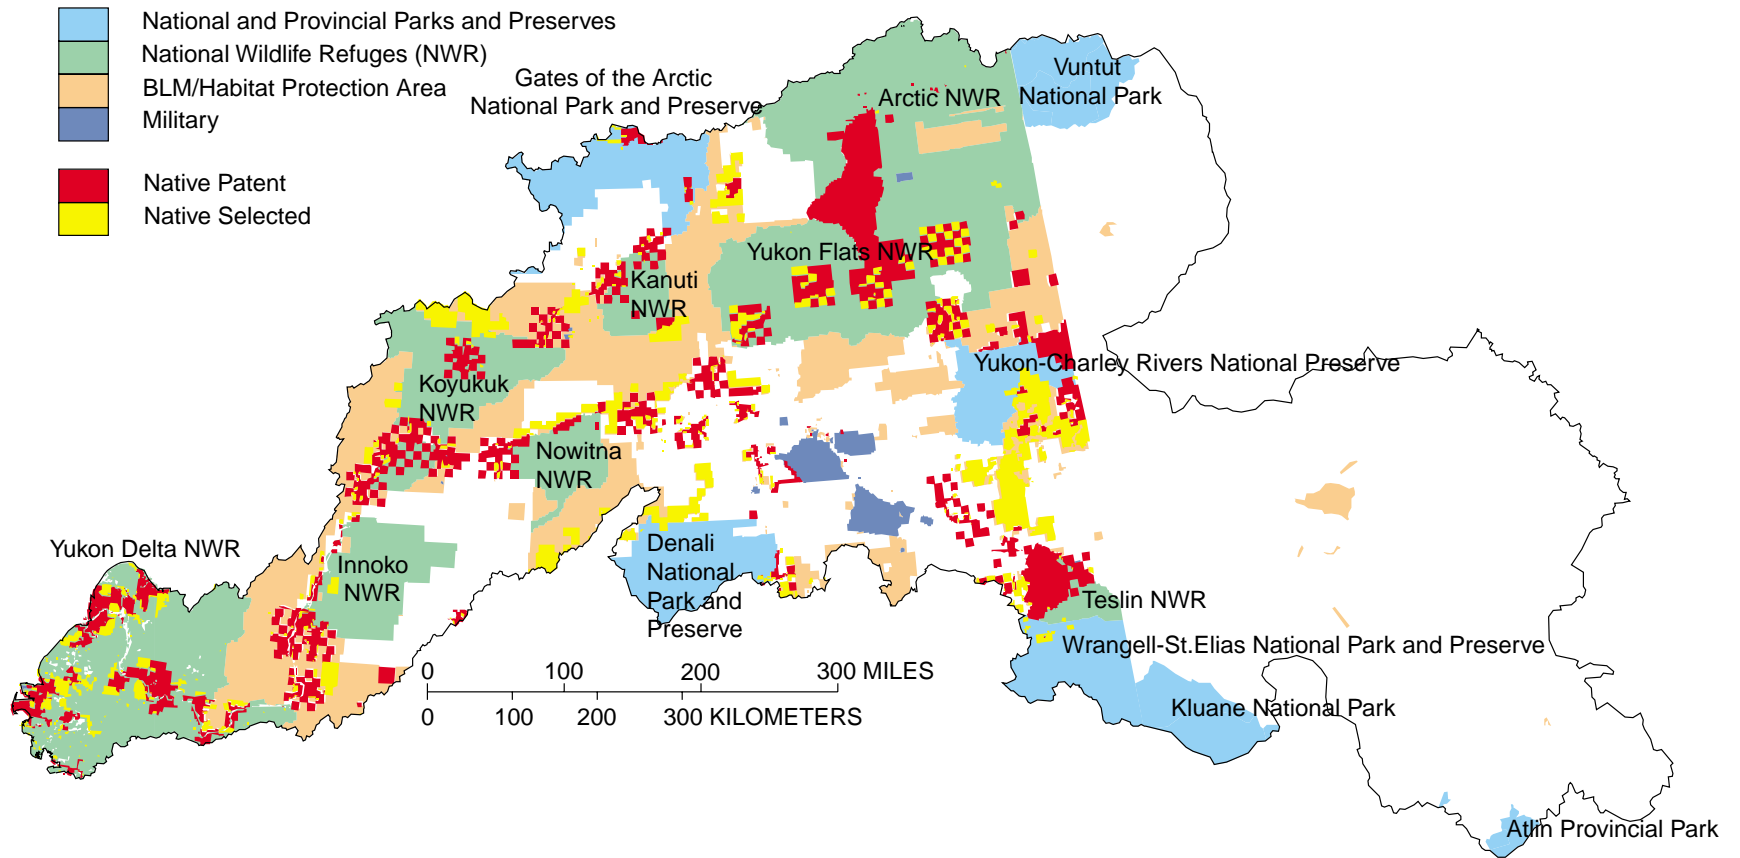 National and Provincial Parks and Preserves
National Wildlife Refuges (NWR)
BLM/Habitat Protection Area
Military
Native Patent
Native Selected
Gates of the Arctic
National Park and Preserve
Arctic NWR
Vuntut
National Park
Yukon Flats NWR
Kanuti
NWR
Koyukuk
NWR
Yukon-Charley Rivers National Preserve
Nowitna
NWR
Yukon Delta NWR
Innoko
NWR
Denali
National
Park and
Preserve
Teslin NWR
Wrangell-St.Elias National Park and Preserve
Kluane National Park
Atlin Provincial Park
0 100 200 300 MILES
0 100 200 300 KILOMETERS